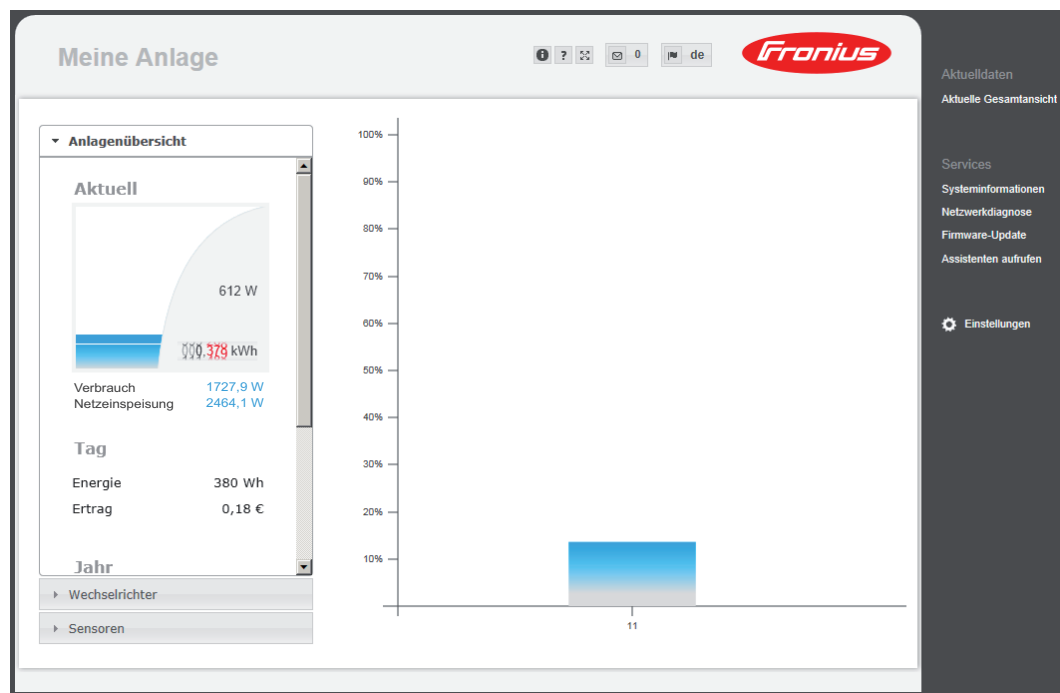 Meine Anlage
0
de
Fronius
Aktuelldaten
Aktuelle Gesamtansicht
Services
Systeminformationen
Netzwerkdiagnose
Firmware-Update
Assistenten aufrufen
Einstellungen
Anlagenübersicht
Aktuell
612 W
000.379 kWh
Verbrauch 1727,9 W
Netzeinspeisung 2464,1 W
Tag
Energie 380 Wh
Ertrag 0,18 €
Jahr
Wechselrichter
Sensoren
100%
90%
80%
70%
60%
50%
40%
30%
20%
10%
11